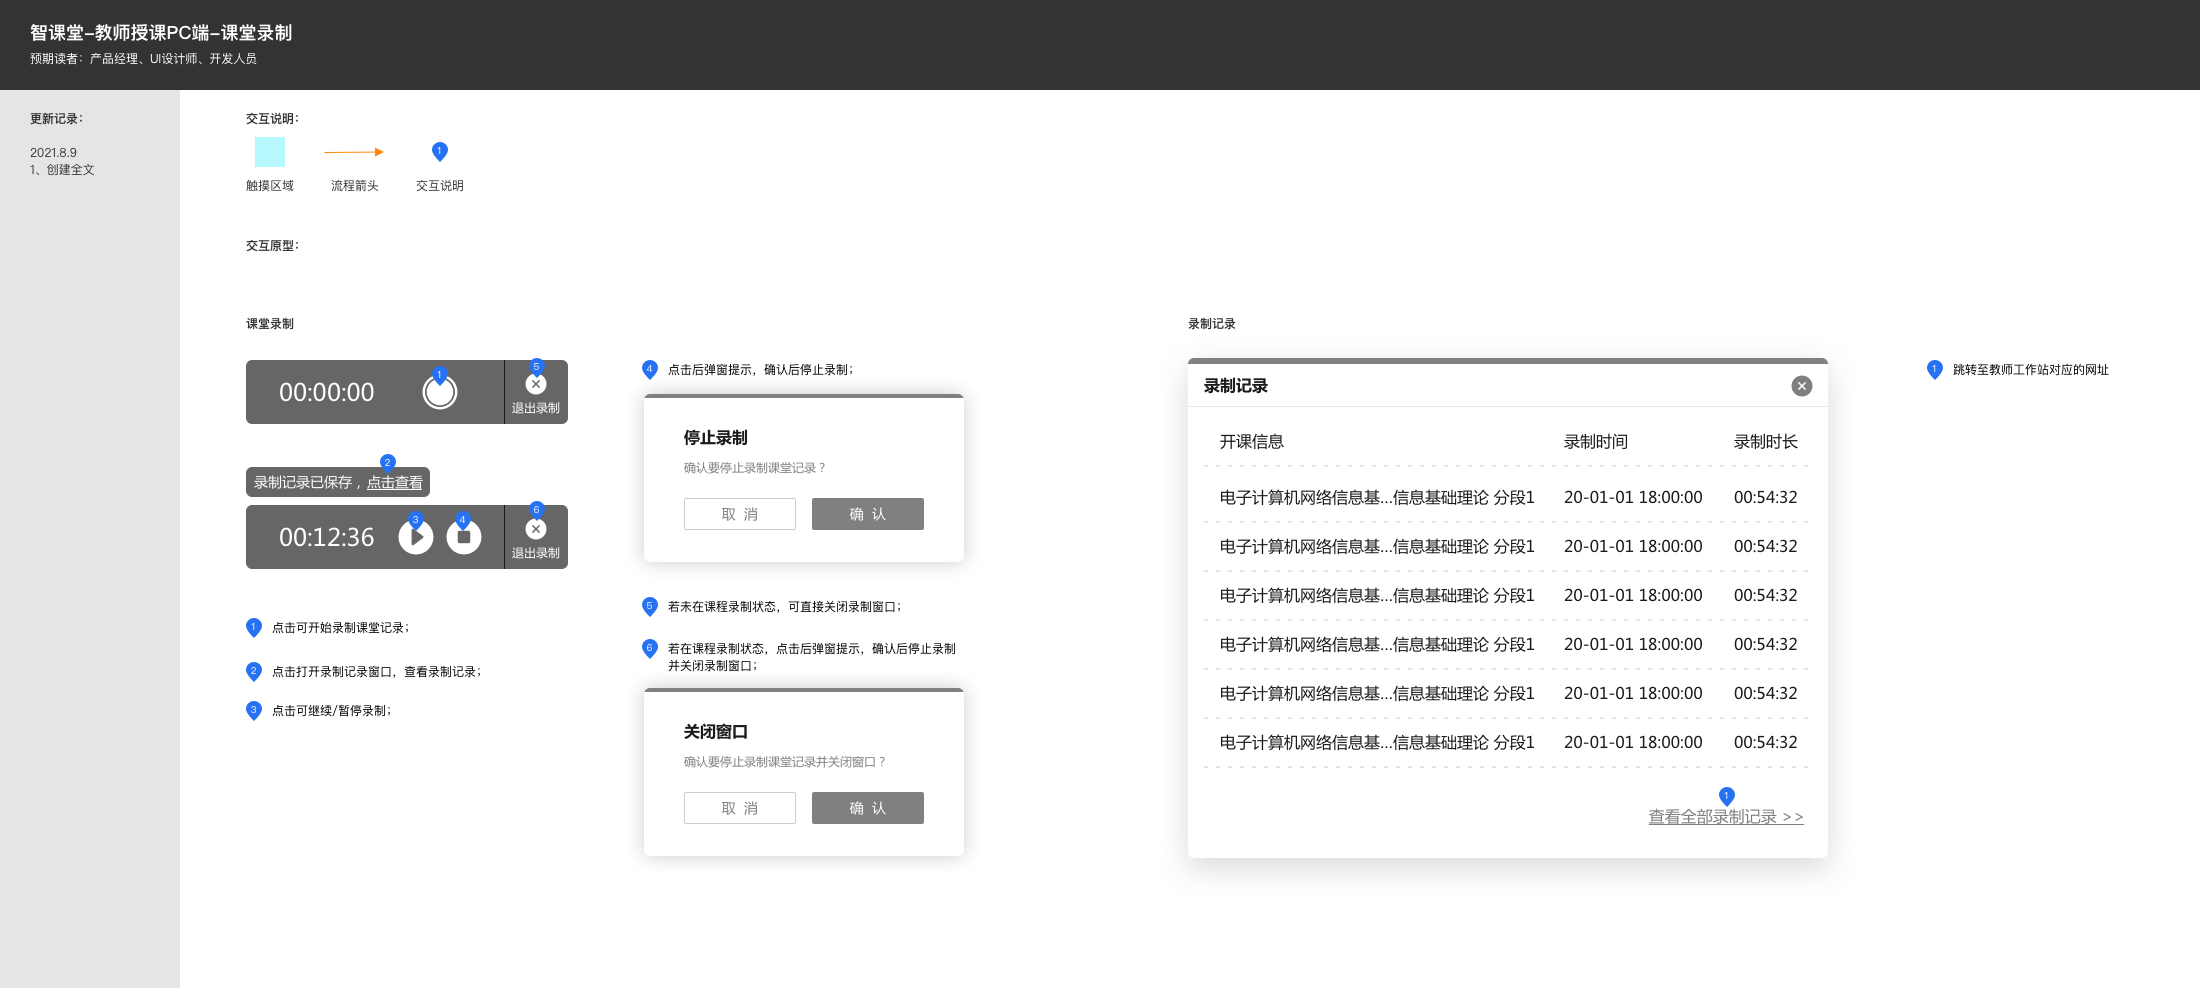 智课堂-教师授课PC端-课堂录制
预期读者：产品经理、UI设计师、开发人员
更新记录：
2021.8.9
1、创建全文
交互说明：
1
触摸区域
流程箭头
交互说明
交互原型：
课堂录制
00:00:00
1
5
退出录制
2
录制记录已保存，点击查看
00:12:36
3
4
6
退出录制
1 点击可开始录制课堂记录；
2 点击打开录制记录窗口，查看录制记录；
3 点击可继续/暂停录制；
4 点击后弹窗提示，确认后停止录制；
停止录制
确认要停止录制课堂记录？
取 消
确 认
5 若未在课程录制状态，可直接关闭录制窗口；
6 若在课程录制状态，点击后弹窗提示，确认后停止录制
并关闭录制窗口；
关闭窗口
确认要停止录制课堂记录并关闭窗口？
取 消
确 认
录制记录
录制记录
开课信息 录制时间 录制时长
电子计算机网络信息基...信息基础理论 分段1 20-01-01 18:00:00 00:54:32
电子计算机网络信息基...信息基础理论 分段1 20-01-01 18:00:00 00:54:32
电子计算机网络信息基...信息基础理论 分段1 20-01-01 18:00:00 00:54:32
电子计算机网络信息基...信息基础理论 分段1 20-01-01 18:00:00 00:54:32
电子计算机网络信息基...信息基础理论 分段1 20-01-01 18:00:00 00:54:32
电子计算机网络信息基...信息基础理论 分段1 20-01-01 18:00:00 00:54:32
1
查看全部录制记录 >>
1 跳转至教师工作站对应的网址